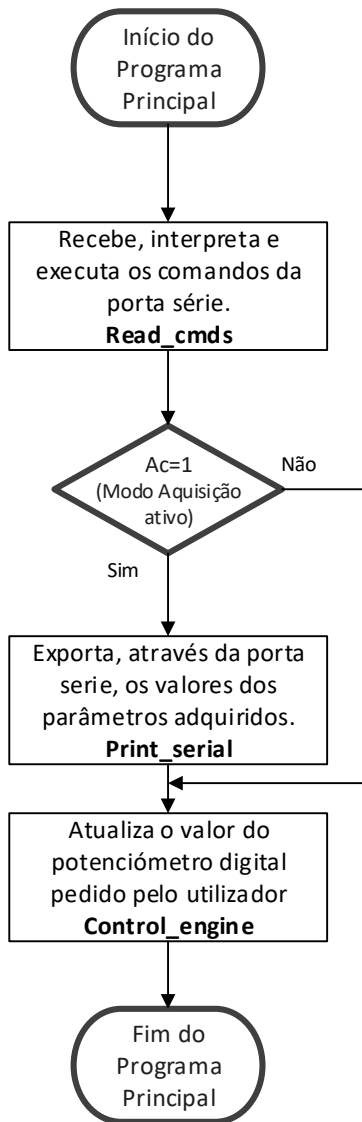 Início do
Programa
Principal
Recebe, interpreta e
executa os comandos da
porta série.
Read_cmds
Ac=1
(Modo Aquisição
ativo)
Não
Sim
Exporta, através da porta
serie, os valores dos
parâmetros adquiridos.
Print_serial
Atualiza o valor do
potenciómetro digital
pedido pelo utilizador
Control_engine
Fim do
Programa
Principal